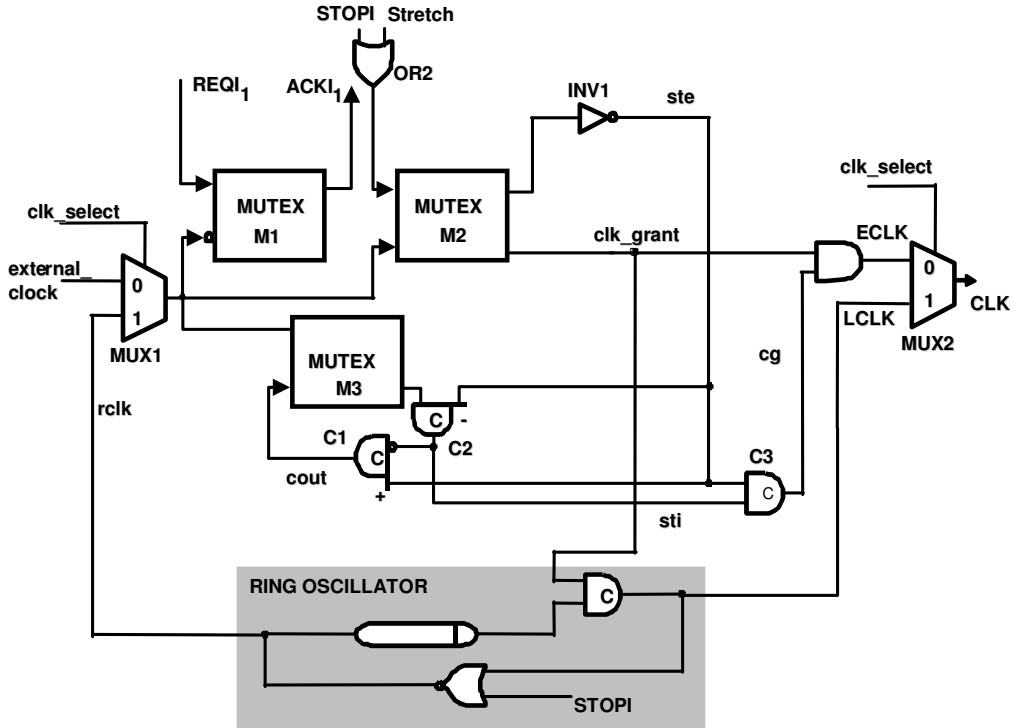 STOPI Stretch
OR2
REQI1
ACKI1
INV1
ste
MUTEX
M1
MUTEX
M2
clk_select
clk_select
clk_grant
ECLK
external_
clock
0
1
MUX1
0
1
CLK
LCLK
MUX2
MUTEX
M3
cg
rclk
C
-
C1
C2
C
C3
cout
+
C
sti
RING OSCILLATOR
C
STOPI